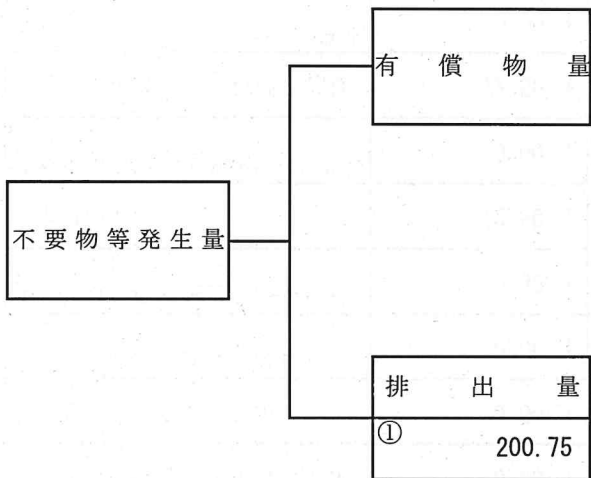 有償物量
不要物等発生量
排出量
①
200.75